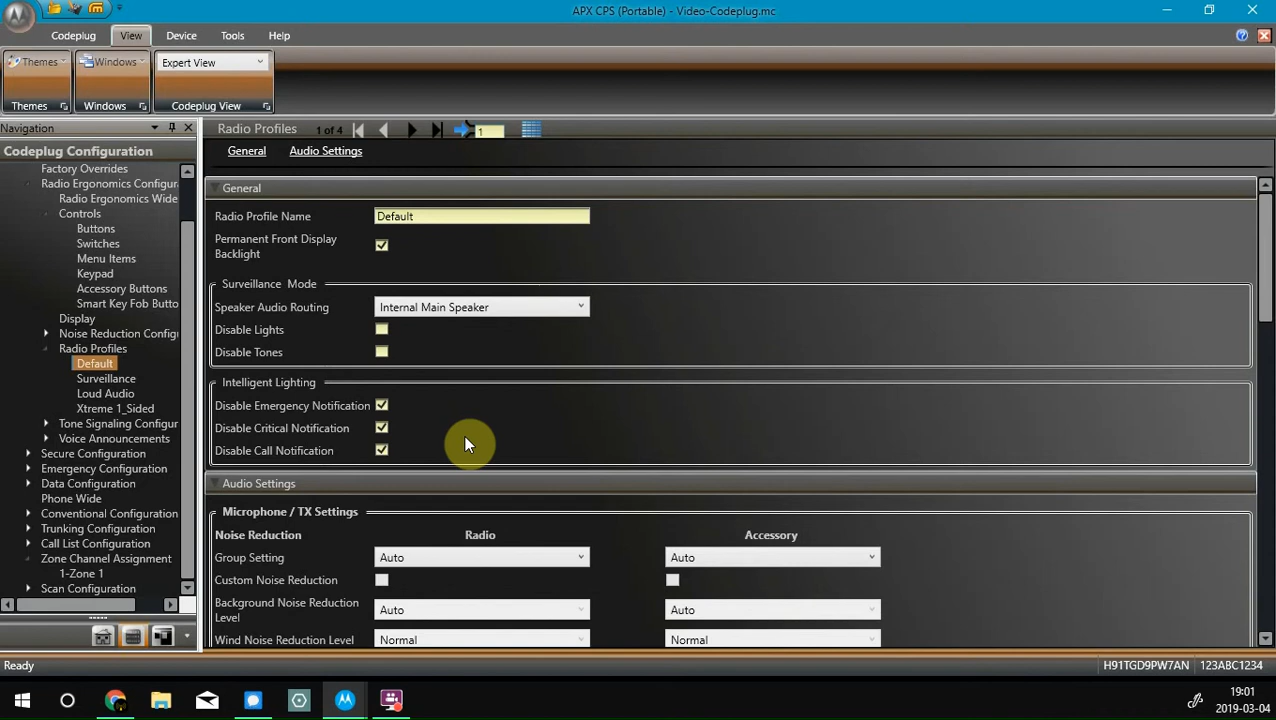 APX CPS (Portable) - Video-Codeplug.mc
Codeplug View Device Tools Help
Themes Windows Expert View
Themes Windows Codeplug View
Navigation
Radio Profiles 1 of 4 1
Codeplug Configuration
General Audio Settings
Factory Overrides
Radio Ergonomics Configura
Radio Ergonomics Wide
Controls
Buttons
Switches
Menu Items
Keypad
Accessory Buttons
Smart Key Fob Butto
Display
Noise Reduction Configu
Radio Profiles
Default
Surveillance
Loud Audio
Xtreme 1_Sided
Tone Signaling Configur
Voice Announcements
Secure Configuration
Emergency Configuration
Data Configuration
Phone Wide
Conventional Configuration
Trunking Configuration
Call List Configuration
Zone Channel Assignment
1-Zone 1
Scan Configuration
General
Radio Profile Name Default
Permanent Front Display
Backlight
Surveillance Mode
Speaker Audio Routing Internal Main Speaker
Disable Lights
Disable Tones
Intelligent Lighting
Disable Emergency Notification
Disable Critical Notification
Disable Call Notification
Audio Settings
Microphone / TX Settings
Noise Reduction Radio Accessory
Group Setting Auto Auto
Custom Noise Reduction
Background Noise Reduction
Level Auto Auto
Wind Noise Reduction Level Normal Normal
Ready H91TGD9PW7AN 123ABC1234
19:01
2019-03-04